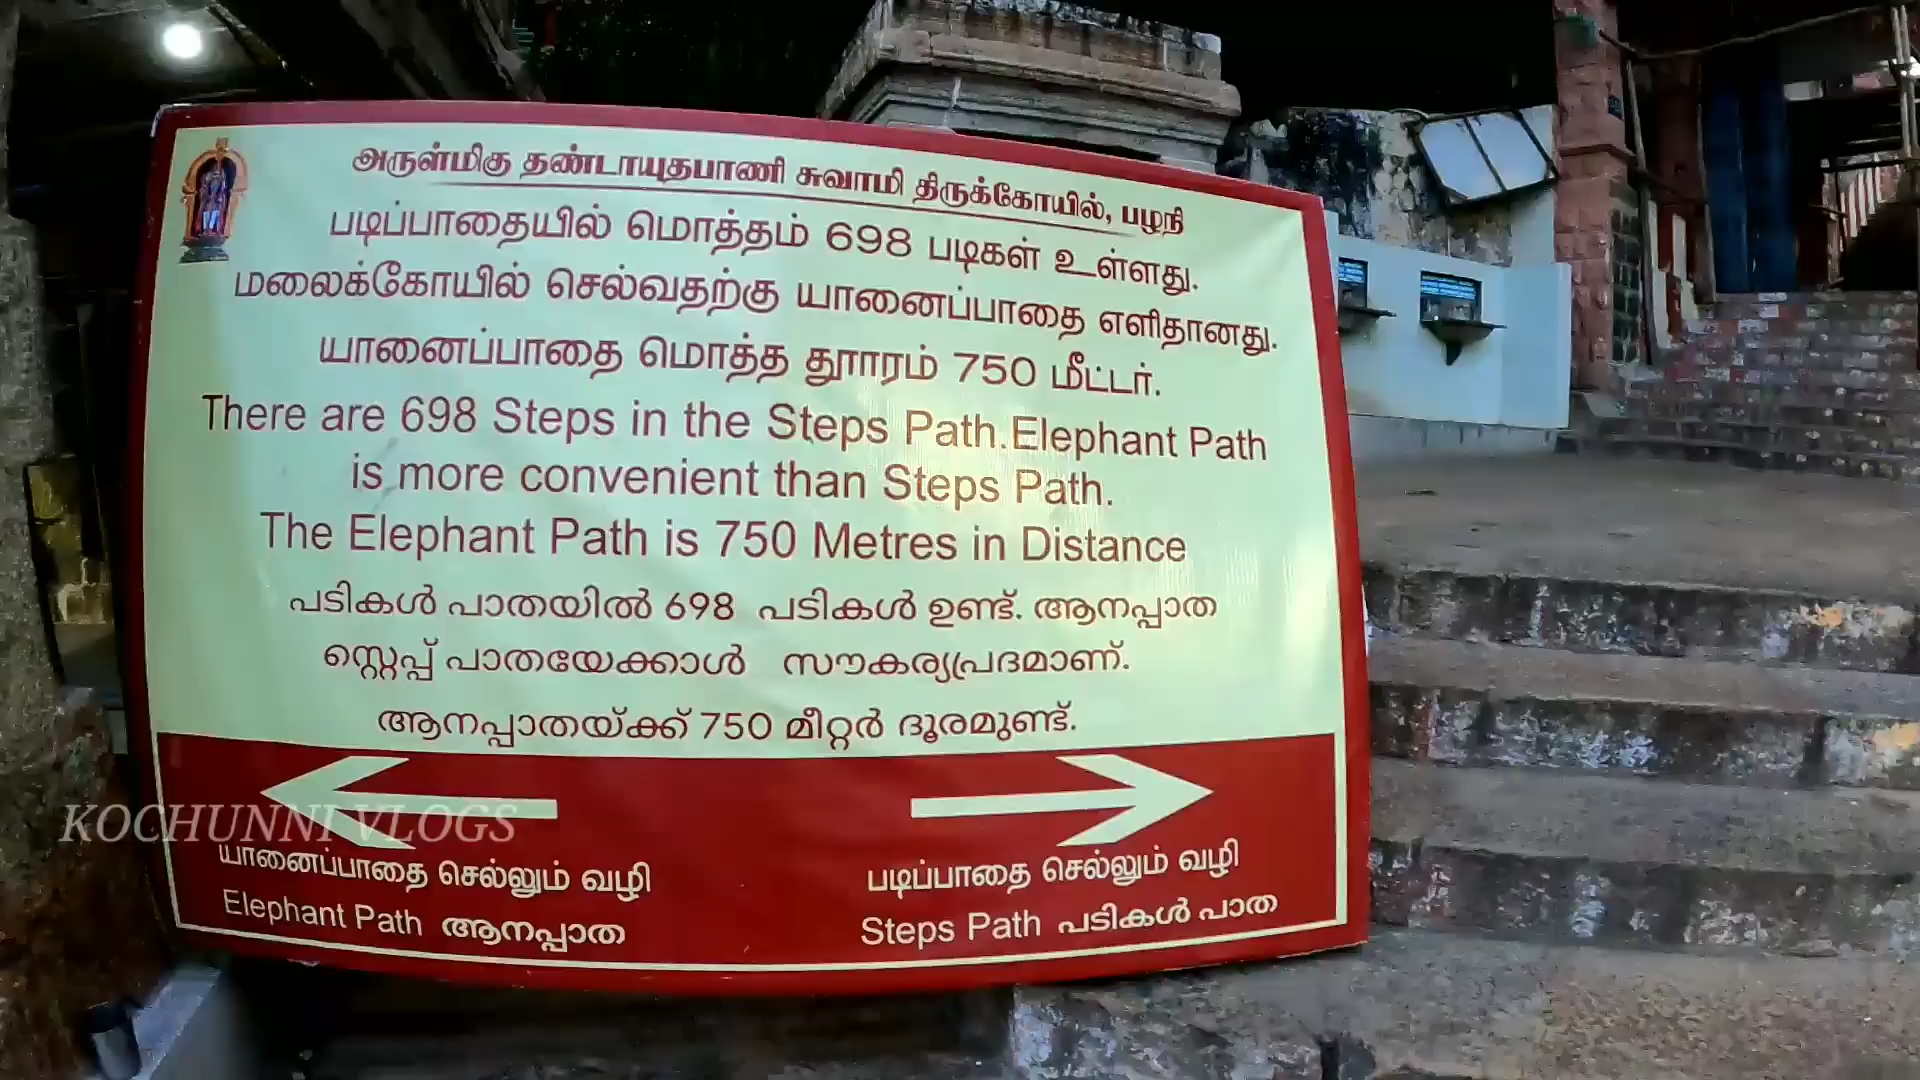 அருள்மிகு தண்டாயுதபாணி சுவாமி திருக்கோயில், பழநி
படிப்பாதையில் மொத்தம் 698 படிகள் உள்ளது.
மலைக்கோயில் செல்வதற்கு யானைப்பாதை எளிதானது.
யானைப்பாதை மொத்த தூரம் 750 மீட்டர்.
There are 698 Steps in the Steps Path.Elephant Path
is more convenient than Steps Path.
The Elephant Path is 750 Metres in Distance
പടികൾ പാതയിൽ 698 പടികൾ ഉണ്ട്. ആനപ്പാത
സ്റ്റെപ്പ് പാതയേക്കാൾ സൗകര്യപ്രദമാണ്.
ആനപ്പാതയ്ക്ക് 750 മീറ്റർ ദൂരമുണ്ട്.
KOCHUNNI VLOGS
யானைப்பாதை செல்லும் வழி
Elephant Path ആനപ്പാത
படிப்பாதை செல்லும் வழி
Steps Path പടികൾ പാത